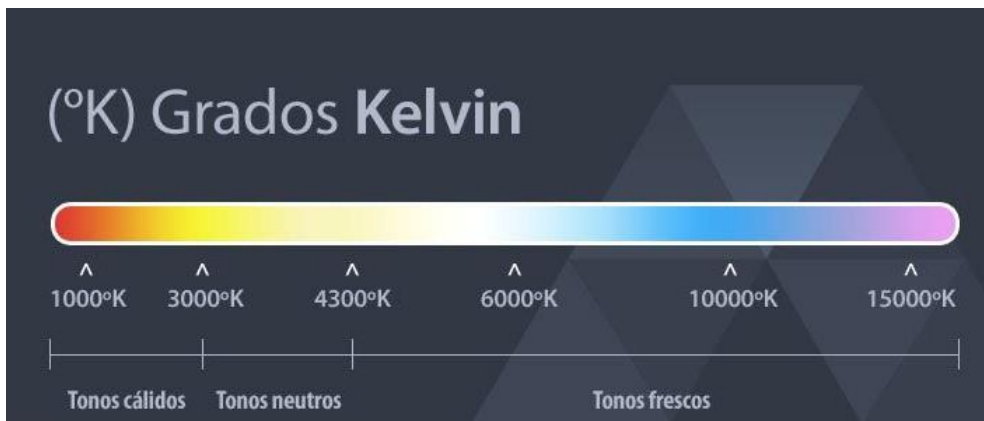 (ºK) Grados Kelvin
^ ^ ^ ^ ^ ^
1000ºK 3000ºK 4300ºK 6000ºK 10000ºK 15000ºK
Tonos cálidos Tonos neutros Tonos frescos